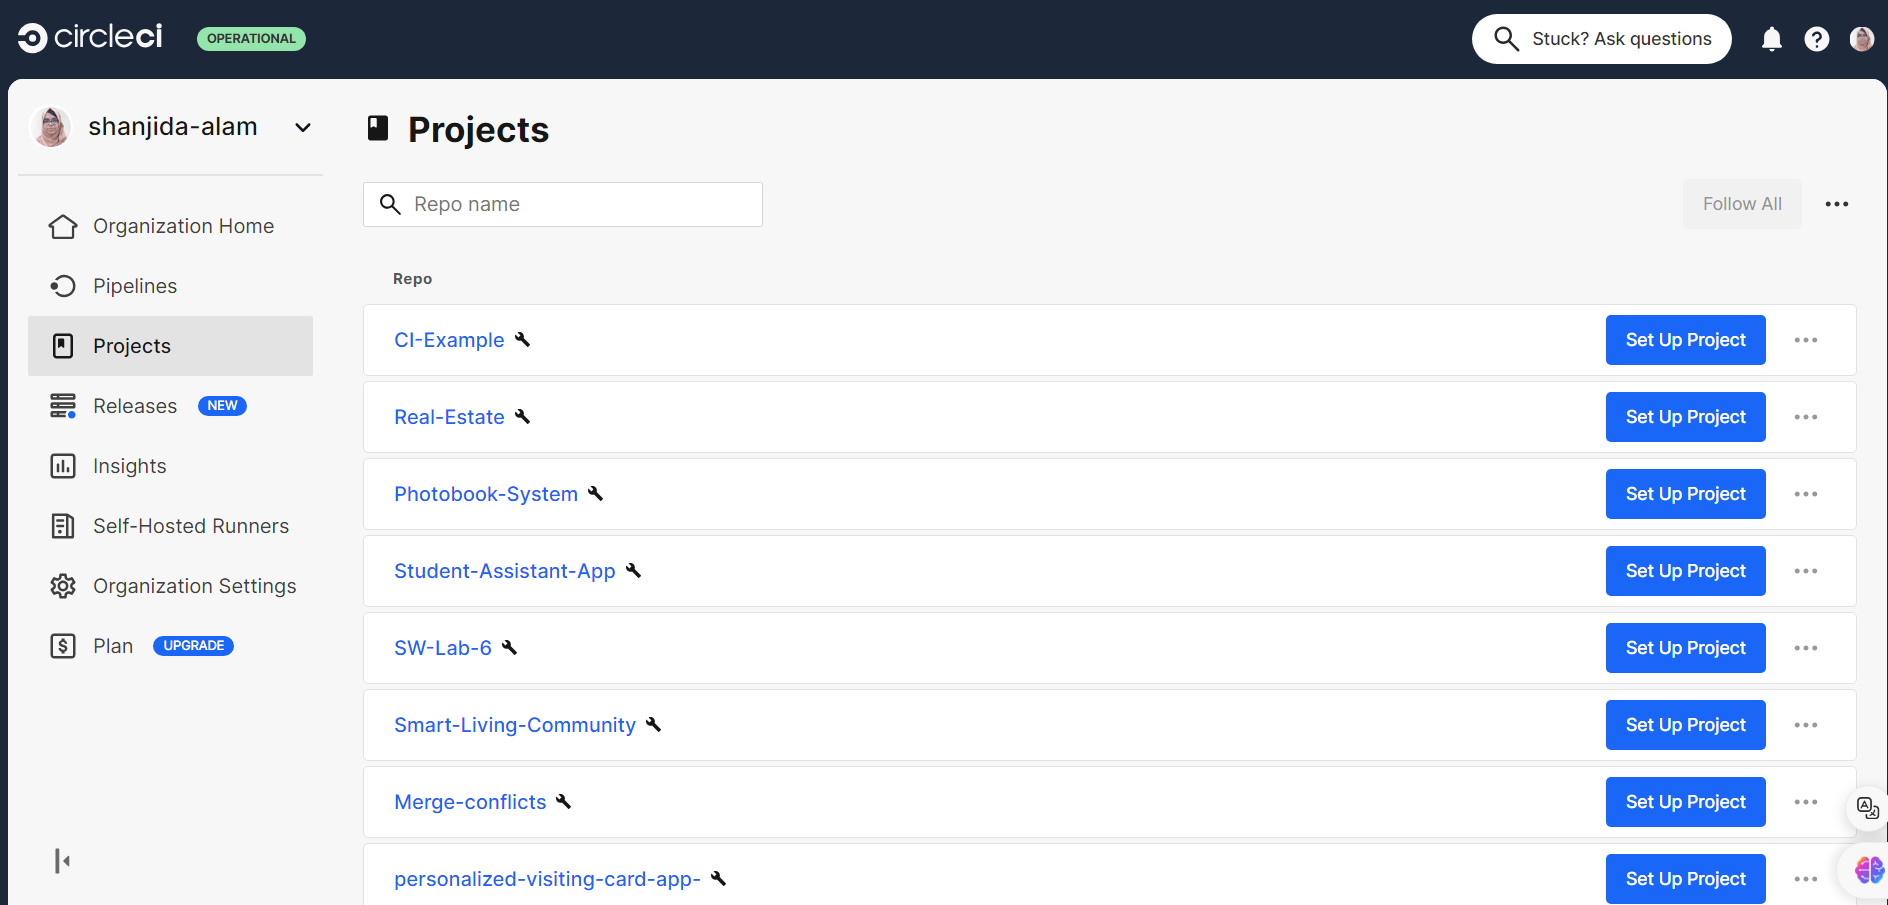 circleci OPERATIONAL Stuck? Ask questions
shanjida-alam
Organization Home
Pipelines
Projects
Releases NEW
Insights
Self-Hosted Runners
Organization Settings
Plan UPGRADE
Projects
Repo name Follow All
Repo
CI-Example Set Up Project
Real-Estate Set Up Project
Photobook-System Set Up Project
Student-Assistant-App Set Up Project
SW-Lab-6 Set Up Project
Smart-Living-Community Set Up Project
Merge-conflicts Set Up Project
personalized-visiting-card-app- Set Up Project